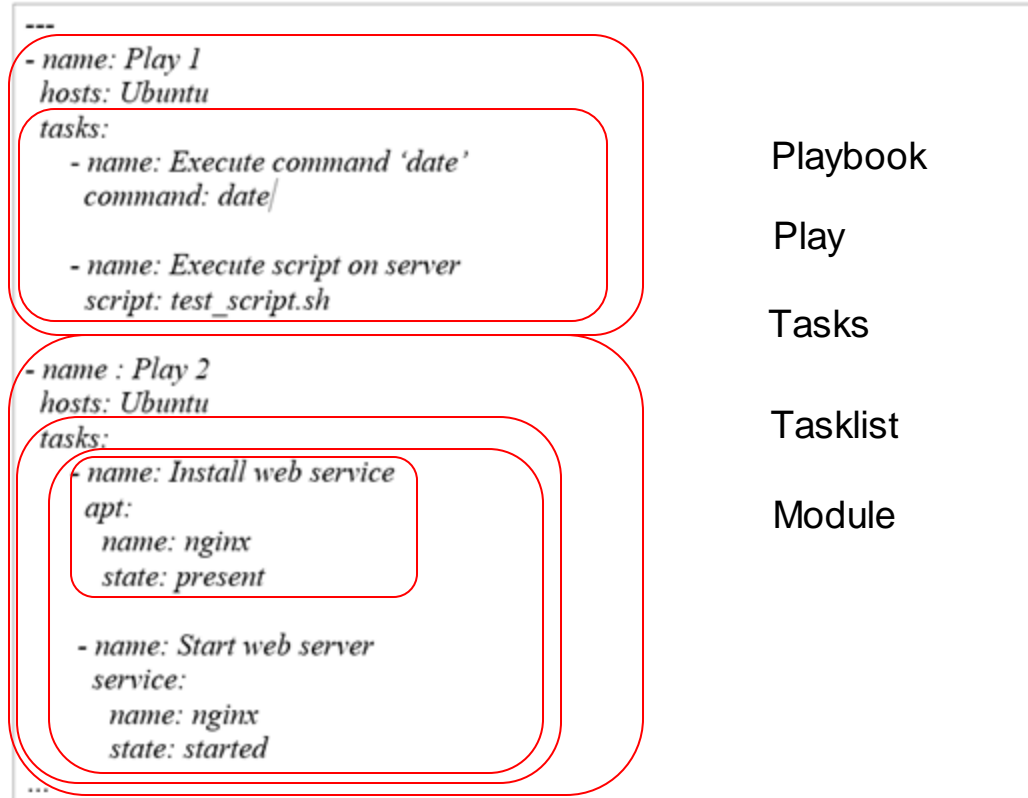 ---
- name: Play 1
hosts: Ubuntu
tasks:
- name: Execute command ‘date’
command: date
- name: Execute script on server
script: test_script.sh
- name : Play 2
hosts: Ubuntu
tasks:
- name: Install web service
apt:
name: nginx
state: present
- name: Start web server
service:
name: nginx
state: started
...
Playbook
Play
Tasks
Tasklist
Module